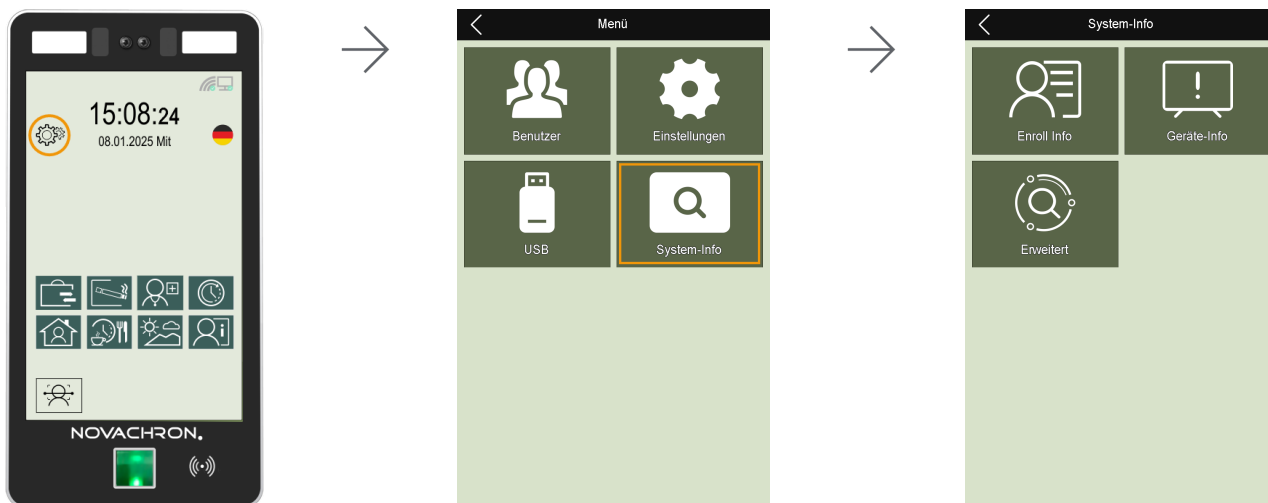 15:08:24
08.01.2025 Mit
NOVACHRON.
Menü
Benutzer
Einstellungen
USB
System-Info
System-Info
Enroll Info
Geräte-Info
Erweitert